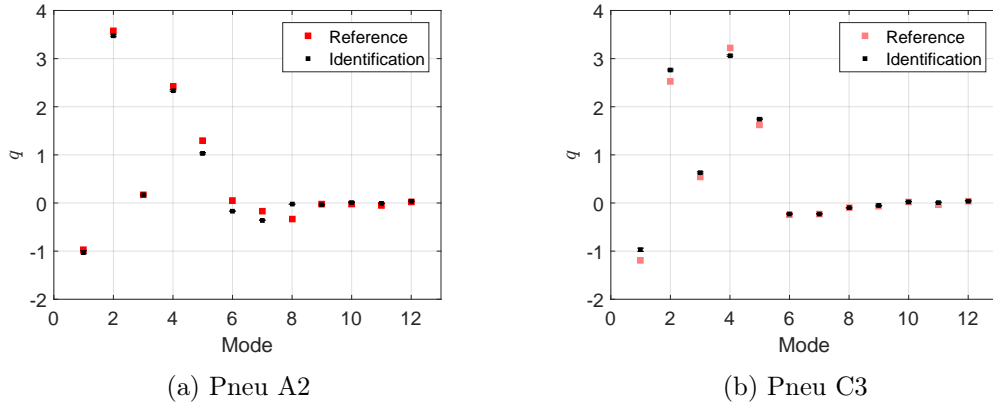 4
3
2
1
0
-1
-2
q
0 2 4 6 8 10 12
Mode
Reference
Identification
(a) Pneu A2
4
3
2
1
0
-1
-2
q
0 2 4 6 8 10 12
Mode
Reference
Identification
(b) Pneu C3